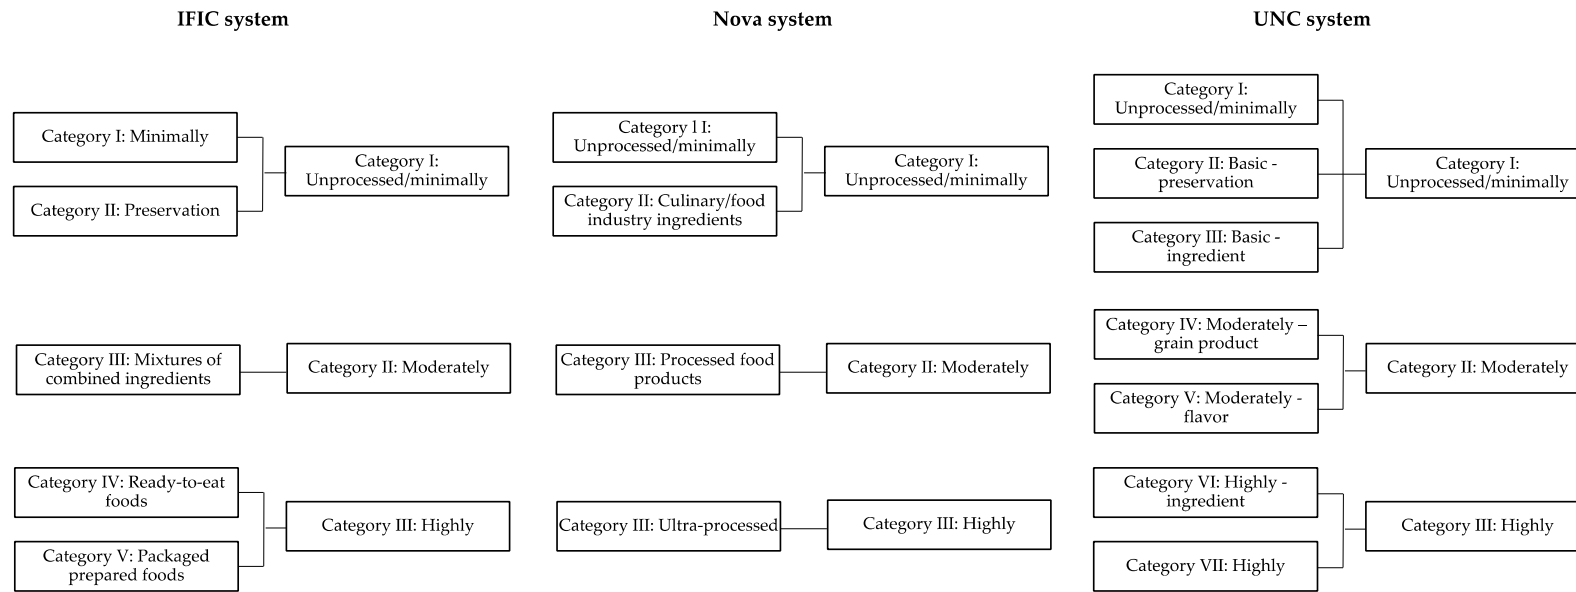 IFIC system
Category I: Minimally
Category II: Preservation
Category I:
Unprocessed/minimally
Category III: Mixtures of
combined ingredients
Category II: Moderately
Category IV: Ready-to-eat
foods
Category V: Packaged
prepared foods
Category III: Highly
Nova system
Category l I:
Unprocessed/minimally
Category II: Culinary/food
industry ingredients
Category I:
Unprocessed/minimally
Category III: Processed food
products
Category II: Moderately
Category III: Ultra-processed
Category III: Highly
UNC system
Category I:
Unprocessed/minimally
Category II: Basic -
preservation
Category III: Basic -
ingredient
Category I:
Unprocessed/minimally
Category IV: Moderately –
grain product
Category V: Moderately -
flavor
Category II: Moderately
Category VI: Highly -
ingredient
Category VII: Highly
Category III: Highly